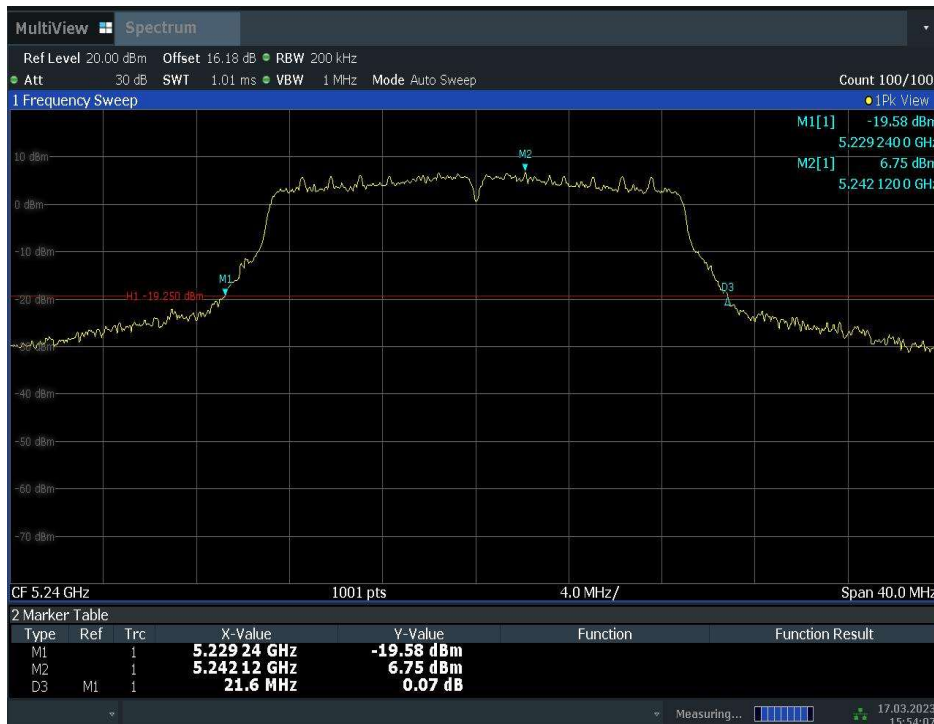 MultiView Spectrum
Ref Level 20.00 dBm Offset 16.18 dB RBW 200 kHz
Att 30 dB SWT 1.01 ms VBW 1 MHz Mode Auto Sweep Count 100/100
1 Frequency Sweep 1Pk View
M1[1] -19.58 dBm
5.229 240 0 GHz
M2[1] 6.75 dBm
5.242 120 0 GHz
10 dBm
M2
0 dBm
-10 dBm
M1
D3
H1 -19.250 dBm
-20 dBm
-30 dBm
-40 dBm
-50 dBm
-60 dBm
-70 dBm
CF 5.24 GHz 1001 pts 4.0 MHz/ Span 40.0 MHz
2 Marker Table
Type Ref Trc X-Value Y-Value Function Function Result
M1 1 5.229 24 GHz -19.58 dBm
M2 1 5.242 12 GHz 6.75 dBm
D3 M1 1 21.6 MHz 0.07 dB
Measuring... 17.03.2023
15:54:07